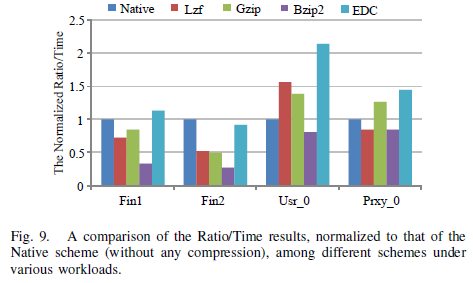 Native Lzf Gzip Bzip2 EDC
The Normalized Ratio/Time
2.5
2
1.5
1
0.5
0
Fin1 Fin2 Usr_0 Prxy_0
Fig. 9. A comparison of the Ratio/Time results, normalized to that of the
Native scheme (without any compression), among different schemes under
various workloads.